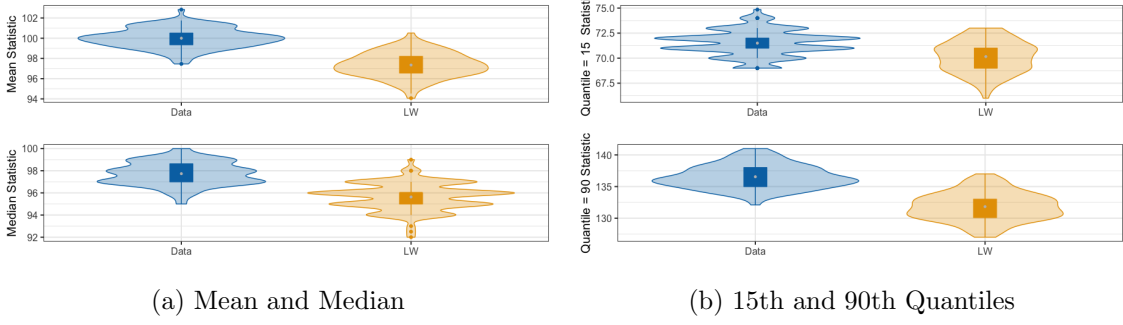 Mean Statistic
102
100
98
96
94
Data
LW
Median Statistic
100
98
96
94
92
Data
LW
(a) Mean and Median
Quantile = 15 Statistic
75.0
72.5
70.0
67.5
Data
LW
Quantile = 90 Statistic
140
135
130
Data
LW
(b) 15th and 90th Quantiles